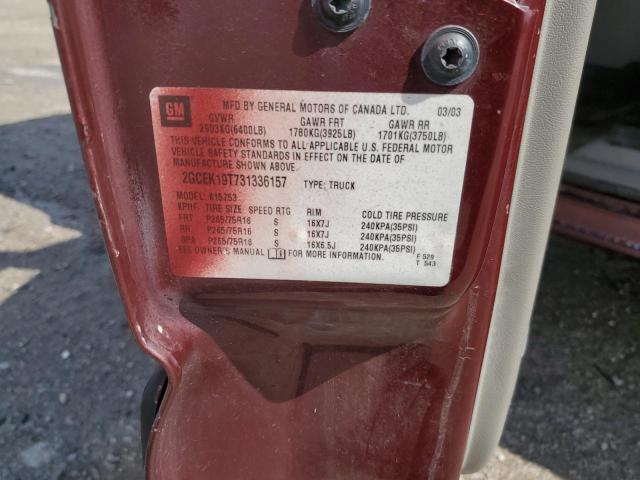 GM
MFD BY GENERAL MOTORS OF CANADA LTD. 03/03
GVWR GAWR FRT GAWR RR
2903KG(6400LB) 1780KG(3925LB) 1701KG(3750LB)
THIS VEHICLE CONFORMS TO ALL APPLICABLE U.S. FEDERAL MOTOR
VEHICLE SAFETY STANDARDS IN EFFECT ON THE DATE OF
MANUFACTURE SHOWN ABOVE.
2GCEK19T731336157 TYPE: TRUCK
MODEL: K15753
KPHF TIRE SIZE SPEED RTG RIM COLD TIRE PRESSURE
FRT P265/75R16 S 16X7J 240KPA(35PSI)
RR P265/75R16 S 16X7J 240KPA(35PSI)
SPA P265/75R16 S 16X6.5J 240KPA(35PSI)
SEE OWNER'S MANUAL FOR MORE INFORMATION.
F 529
T 543